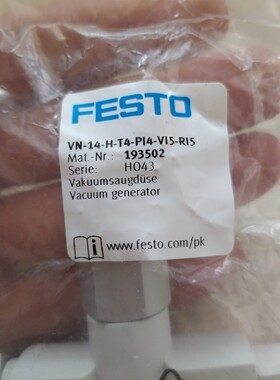 FESTO
VN-14-H-T4-PI4-VI5-RI5
Mat.-Nr.: 193502
Serie: HO43
Vakuumsaugdüse
Vacuum generator
www.festo.com/pk